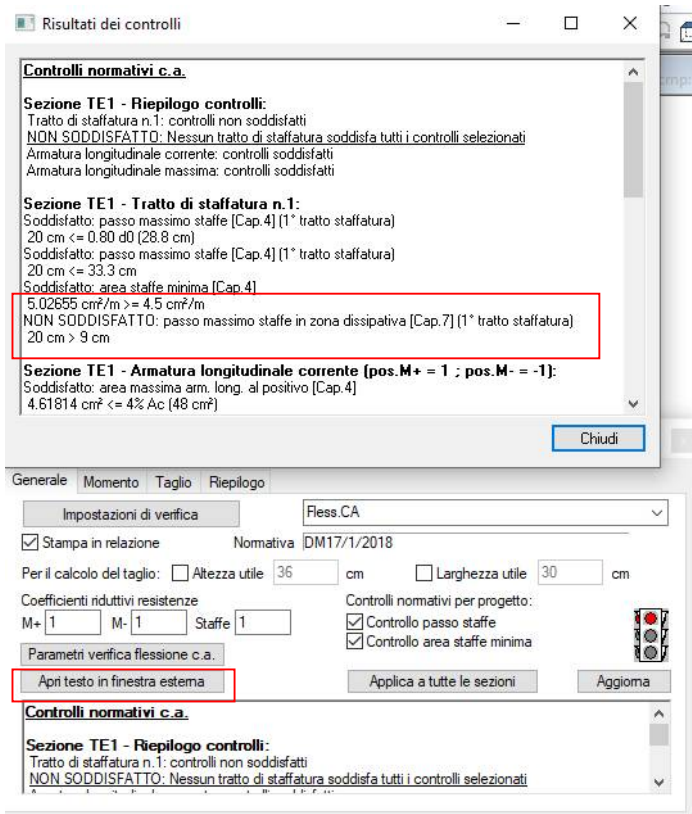 Risultati dei controlli
Controlli normativi c.a.
Sezione TE1 - Riepilogo controlli:
Tratto di staffatura n.1: controlli non soddisfatti
NON SODDISFATTO: Nessun tratto di staffatura soddisfa tutti i controlli selezionati
Armatura longitudinale corrente: controlli soddisfatti
Armatura longitudinale massima: controlli soddisfatti
Sezione TE1 - Tratto di staffatura n.1:
Soddisfatto: passo massimo staffe [Cap.4] (1° tratto staffatura)
20 cm <= 0.80 d0 (28.8 cm)
Soddisfatto: passo massimo staffe [Cap.4] (1° tratto staffatura)
20 cm <= 33.3 cm
Soddisfatto: area staffe minima [Cap.4]
5.02655 cm²/m >= 4.5 cm²/m
NON SODDISFATTO: passo massimo staffe in zona dissipativa [Cap.7] (1° tratto staffatura)
20 cm > 9 cm
Sezione TE1 - Armatura longitudinale corrente (pos.M+ = 1 ; pos.M- = -1):
Soddisfatto: area massima arm. long. al positivo [Cap.4]
4.61814 cm² <= 4% Ac (48 cm²)
Chiudi
Generale Momento Taglio Riepilogo
Impostazioni di verifica Fless.CA
Stampa in relazione Normativa DM17/1/2018
Per il calcolo del taglio: Altezza utile 36 cm Larghezza utile 30 cm
Coefficienti riduttivi resistenze Controlli normativi per progetto:
M+ 1 M- 1 Staffe 1 Controllo passo staffe
Controllo area staffe minima
Parametri verifica flessione c.a.
Apri testo in finestra esterna Applica a tutte le sezioni Aggiorna
Controlli normativi c.a.
Sezione TE1 - Riepilogo controlli:
Tratto di staffatura n.1: controlli non soddisfatti
NON SODDISFATTO: Nessun tratto di staffatura soddisfa tutti i controlli selezionati